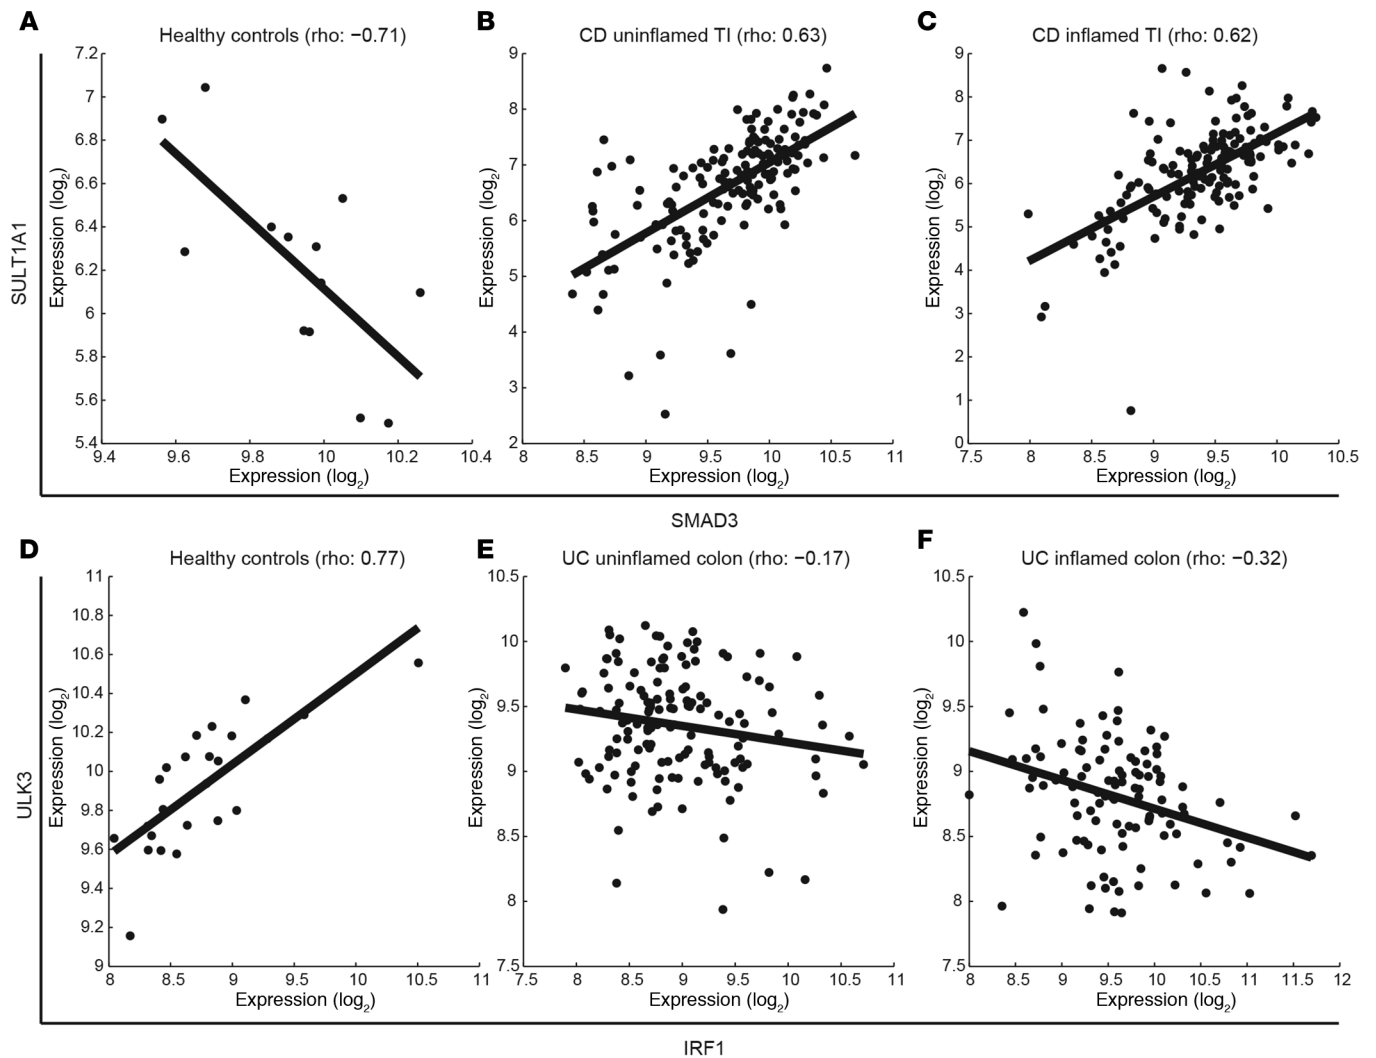 A
Healthy controls (rho: −0.71)
7.2
7
6.8
6.6
6.4
6.2
6
5.8
5.6
5.4
9.4 9.6 9.8 10 10.2 10.4
Expression (log2)
Expression (log2)
B
CD uninflamed TI (rho: 0.63)
9
8
7
6
5
4
3
2
8 8.5 9 9.5 10 10.5 11
Expression (log2)
Expression (log2)
C
CD inflamed TI (rho: 0.62)
9
8
7
6
5
4
3
2
1
0
7.5 8 8.5 9 9.5 10 10.5
Expression (log2)
Expression (log2)
SULT1A1
SMAD3
D
Healthy controls (rho: 0.77)
11
10.8
10.6
10.4
10.2
10
9.8
9.6
9.4
9.2
9
8 8.5 9 9.5 10 10.5 11
Expression (log2)
Expression (log2)
E
UC uninflamed colon (rho: −0.17)
10.5
10
9.5
9
8.5
8
7.5
7.5 8 8.5 9 9.5 10 10.5 11
Expression (log2)
Expression (log2)
F
UC inflamed colon (rho: −0.32)
10.5
10
9.5
9
8.5
8
7.5
8 8.5 9 9.5 10 10.5 11 11.5 12
Expression (log2)
Expression (log2)
ULK3
IRF1